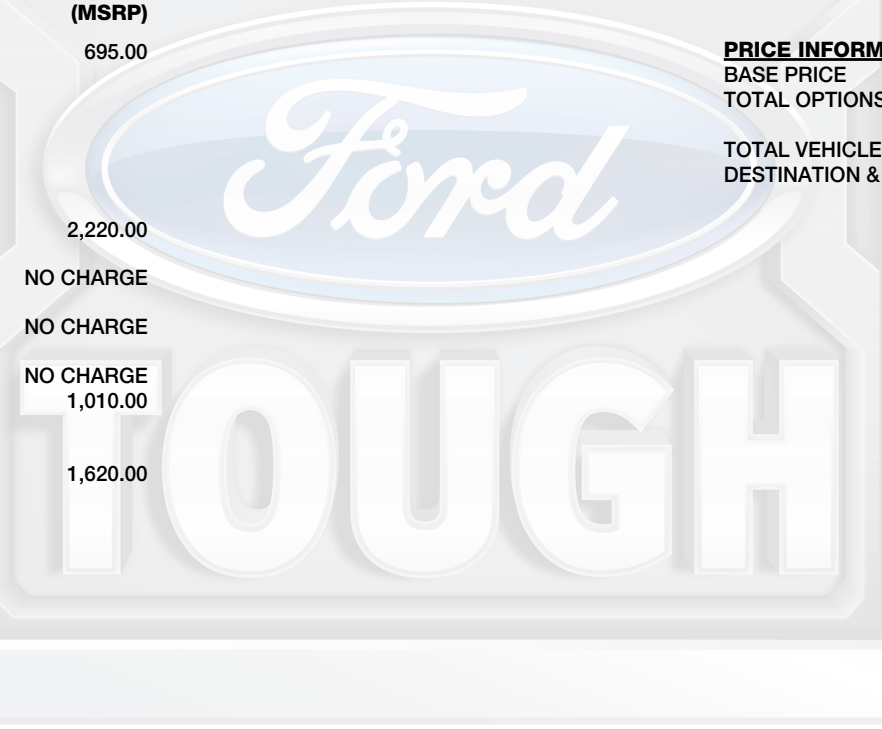 (MSRP)
695.00
2,220.00
NO CHARGE
NO CHARGE
NO CHARGE
1,010.00
1,620.00
PRICE INFORM
BASE PRICE
TOTAL OPTIONS
TOTAL VEHICLE
DESTINATION &
Ford
TOUGH